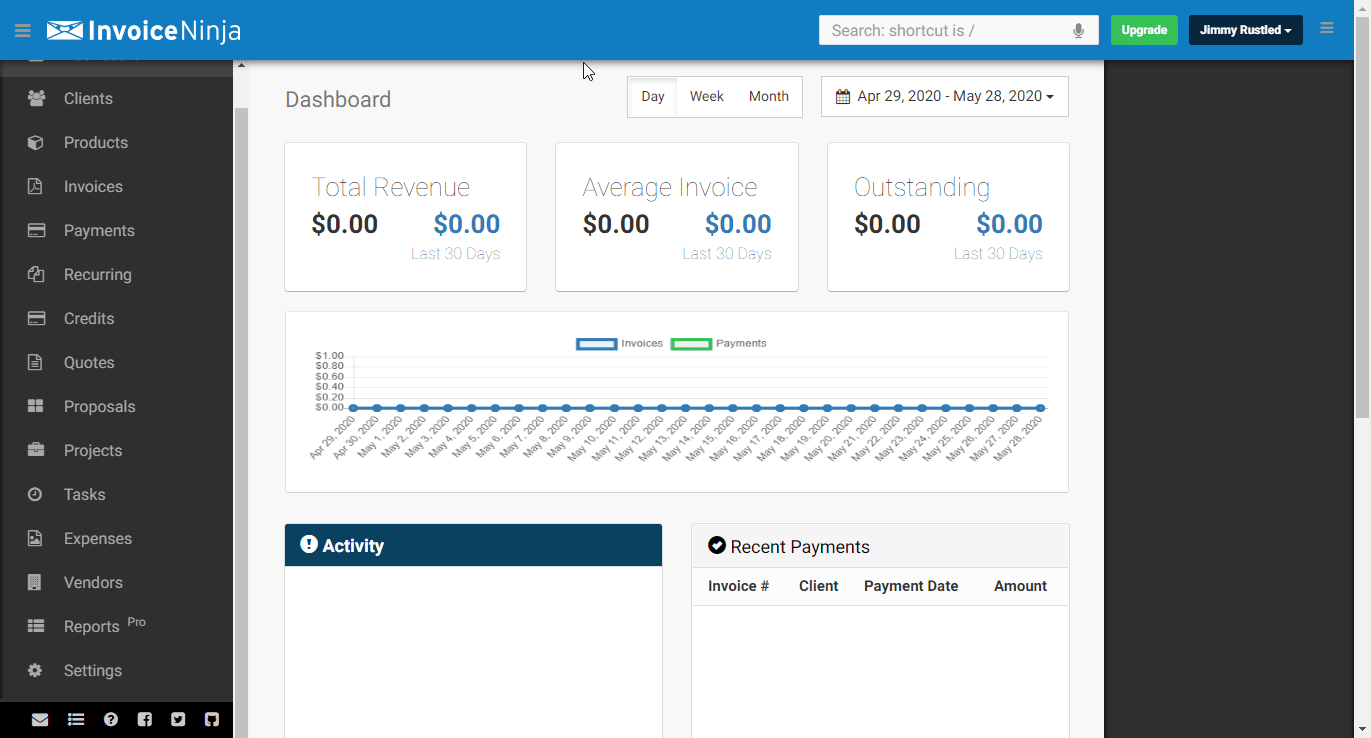 InvoiceNinja
Search: shortcut is /
Upgrade
Jimmy Rustled
Clients
Products
Invoices
Payments
Recurring
Credits
Quotes
Proposals
Projects
Tasks
Expenses
Vendors
Reports Pro
Settings
Dashboard
Day Week Month
Apr 29, 2020 - May 28, 2020
Total Revenue
$0.00 $0.00
Last 30 Days
Average Invoice
$0.00 $0.00
Last 30 Days
Outstanding
$0.00 $0.00
Last 30 Days
Invoices Payments
$1.00
$0.80
$0.60
$0.40
$0.20
$0.00
Apr 29, 2020
Apr 30, 2020
May 1, 2020
May 2, 2020
May 3, 2020
May 4, 2020
May 5, 2020
May 6, 2020
May 7, 2020
May 8, 2020
May 9, 2020
May 10, 2020
May 11, 2020
May 12, 2020
May 13, 2020
May 14, 2020
May 15, 2020
May 16, 2020
May 17, 2020
May 18, 2020
May 19, 2020
May 20, 2020
May 21, 2020
May 22, 2020
May 23, 2020
May 24, 2020
May 25, 2020
May 26, 2020
May 27, 2020
May 28, 2020
Activity
Recent Payments
Invoice # Client Payment Date Amount